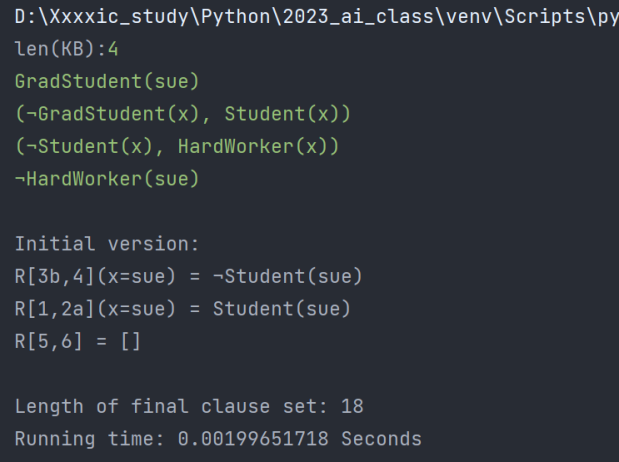 D:\Xxxxic_study\Python\2023_ai_class\venv\Scripts\py
len(KB):4
GradStudent(sue)
(¬GradStudent(x), Student(x))
(¬Student(x), HardWorker(x))
¬HardWorker(sue)
Initial version:
R[3b,4](x=sue) = ¬Student(sue)
R[1,2a](x=sue) = Student(sue)
R[5,6] = []
Length of final clause set: 18
Running time: 0.00199651718 Seconds